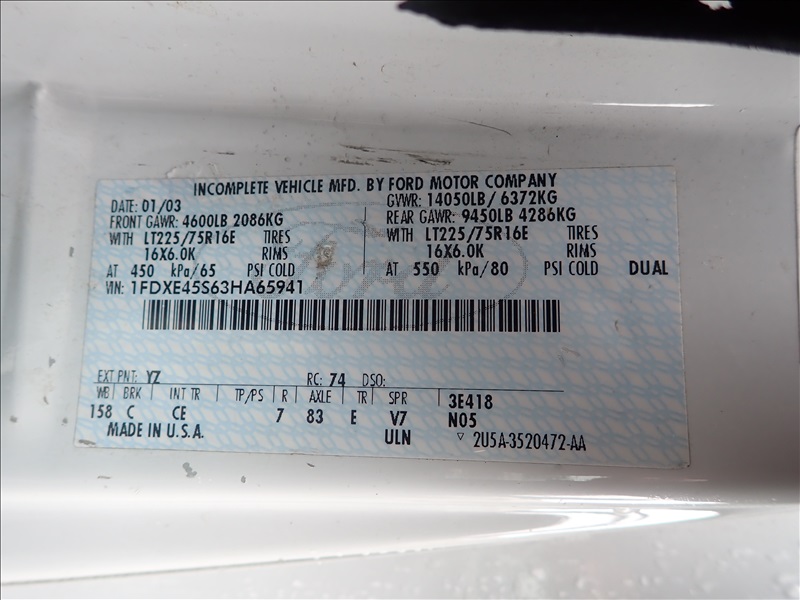 INCOMPLETE VEHICLE MFD. BY FORD MOTOR COMPANY
DATE: 01/03 GVWR: 14050LB/ 6372KG
FRONT GAWR: 4600LB 2086KG REAR GAWR: 9450LB 4286KG
WITH LT225/75R16E TIRES WITH LT225/75R16E TIRES
16X6.0K RIMS 16X6.0K RIMS
AT 450 kPa/65 PSI COLD AT 550 kPa/80 PSI COLD DUAL
VIN: 1FDXE45S63HA65941
Ford
EXT PNT: YZ RC: 74 DSO:
WB BRK INT TR TP/PS R AXLE TR SPR 3E418
158 C CE 7 83 E V7 N05
MADE IN U.S.A. ULN ▽ 2U5A-3520472-AA